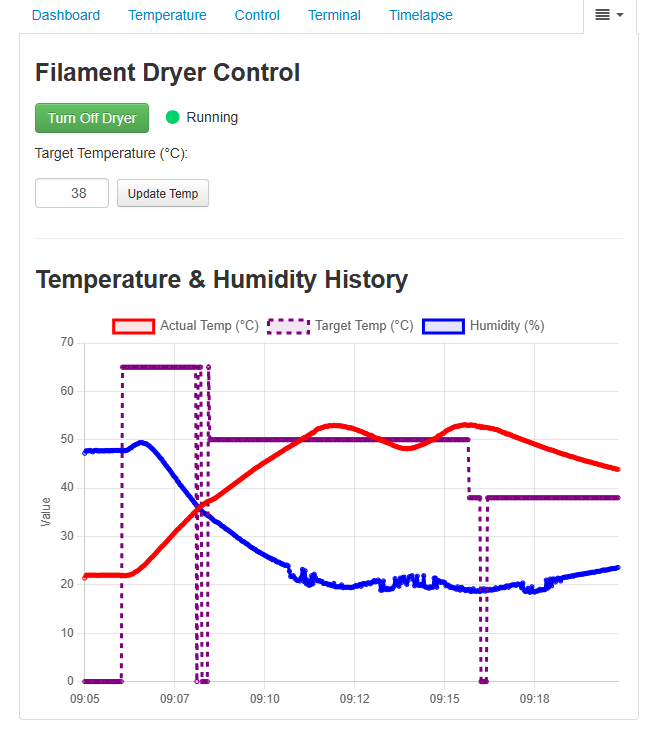 Dashboard Temperature Control Terminal Timelapse
Filament Dryer Control
Turn Off Dryer Running
Target Temperature (°C):
38 Update Temp
Temperature & Humidity History
Actual Temp (°C) Target Temp (°C) Humidity (%)
70
60
50
40
30
20
10
0
Value
09:05 09:07 09:10 09:12 09:15 09:18